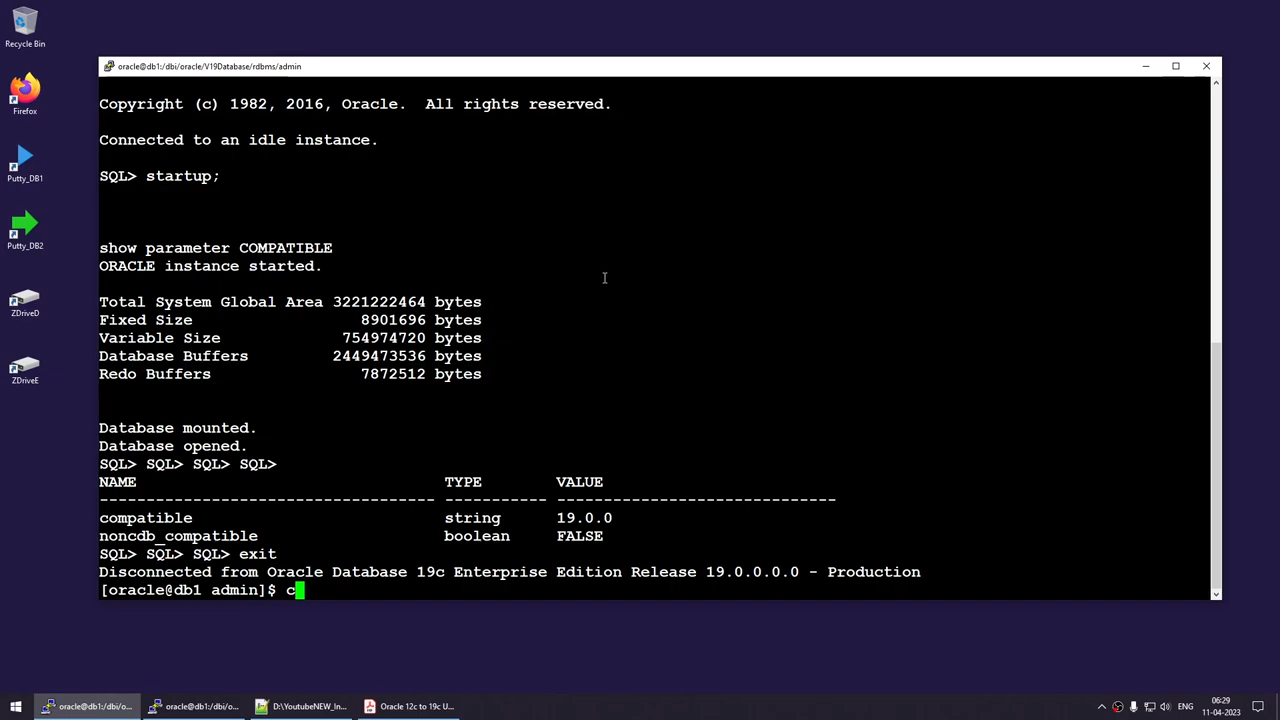 Recycle Bin
Firefox
Putty_DB1
Putty_DB2
ZDriveD
ZDriveE
oracle@db1:/dbi/oracle/V19Database/rdbms/admin
Copyright (c) 1982, 2016, Oracle.  All rights reserved.
Connected to an idle instance.
SQL> startup;
show parameter COMPATIBLE
ORACLE instance started.
Total System Global Area 3221222464 bytes
Fixed Size                  8901696 bytes
Variable Size             754974720 bytes
Database Buffers         2449473536 bytes
Redo Buffers                7872512 bytes
Database mounted.
Database opened.
SQL> SQL> SQL> SQL>
NAME                                 TYPE        VALUE
------------------------------------ ----------- ------------------------------
compatible                           string      19.0.0
noncdb_compatible                    boolean     FALSE
SQL> SQL> SQL> exit
Disconnected from Oracle Database 19c Enterprise Edition Release 19.0.0.0.0 - Production
[oracle@db1 admin]$ c
oracle@db1:/dbi/o...
oracle@db1:/dbi/o...
D:\YoutubeNEW_In...
Oracle 12c to 19c U...
ENG
06:29
11-04-2023